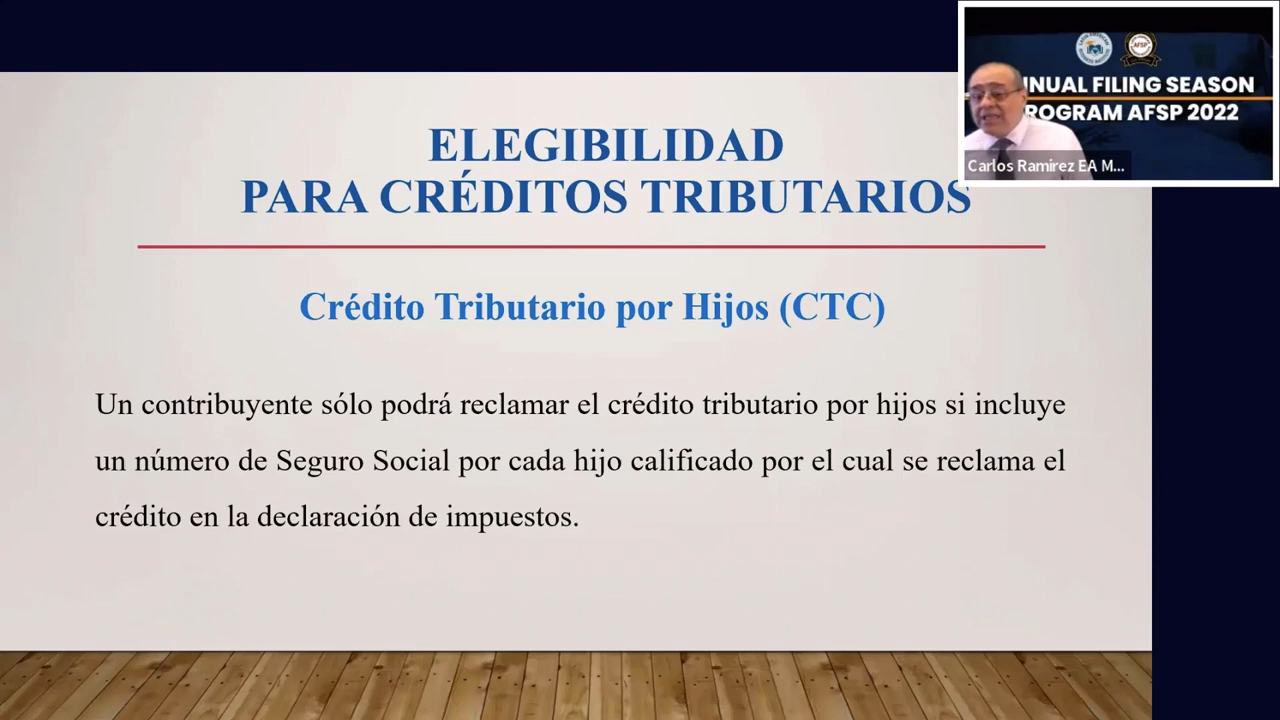 ELEGIBILIDAD
PARA CRÉDITOS TRIBUTARIOS
Crédito Tributario por Hijos (CTC)
Un contribuyente sólo podrá reclamar el crédito tributario por hijos si incluye
un número de Seguro Social por cada hijo calificado por el cual se reclama el
crédito en la declaración de impuestos.
AFSP
NUAL FILING SEASON
ROGRAM AFSP 2022
Carlos Ramirez EA M...